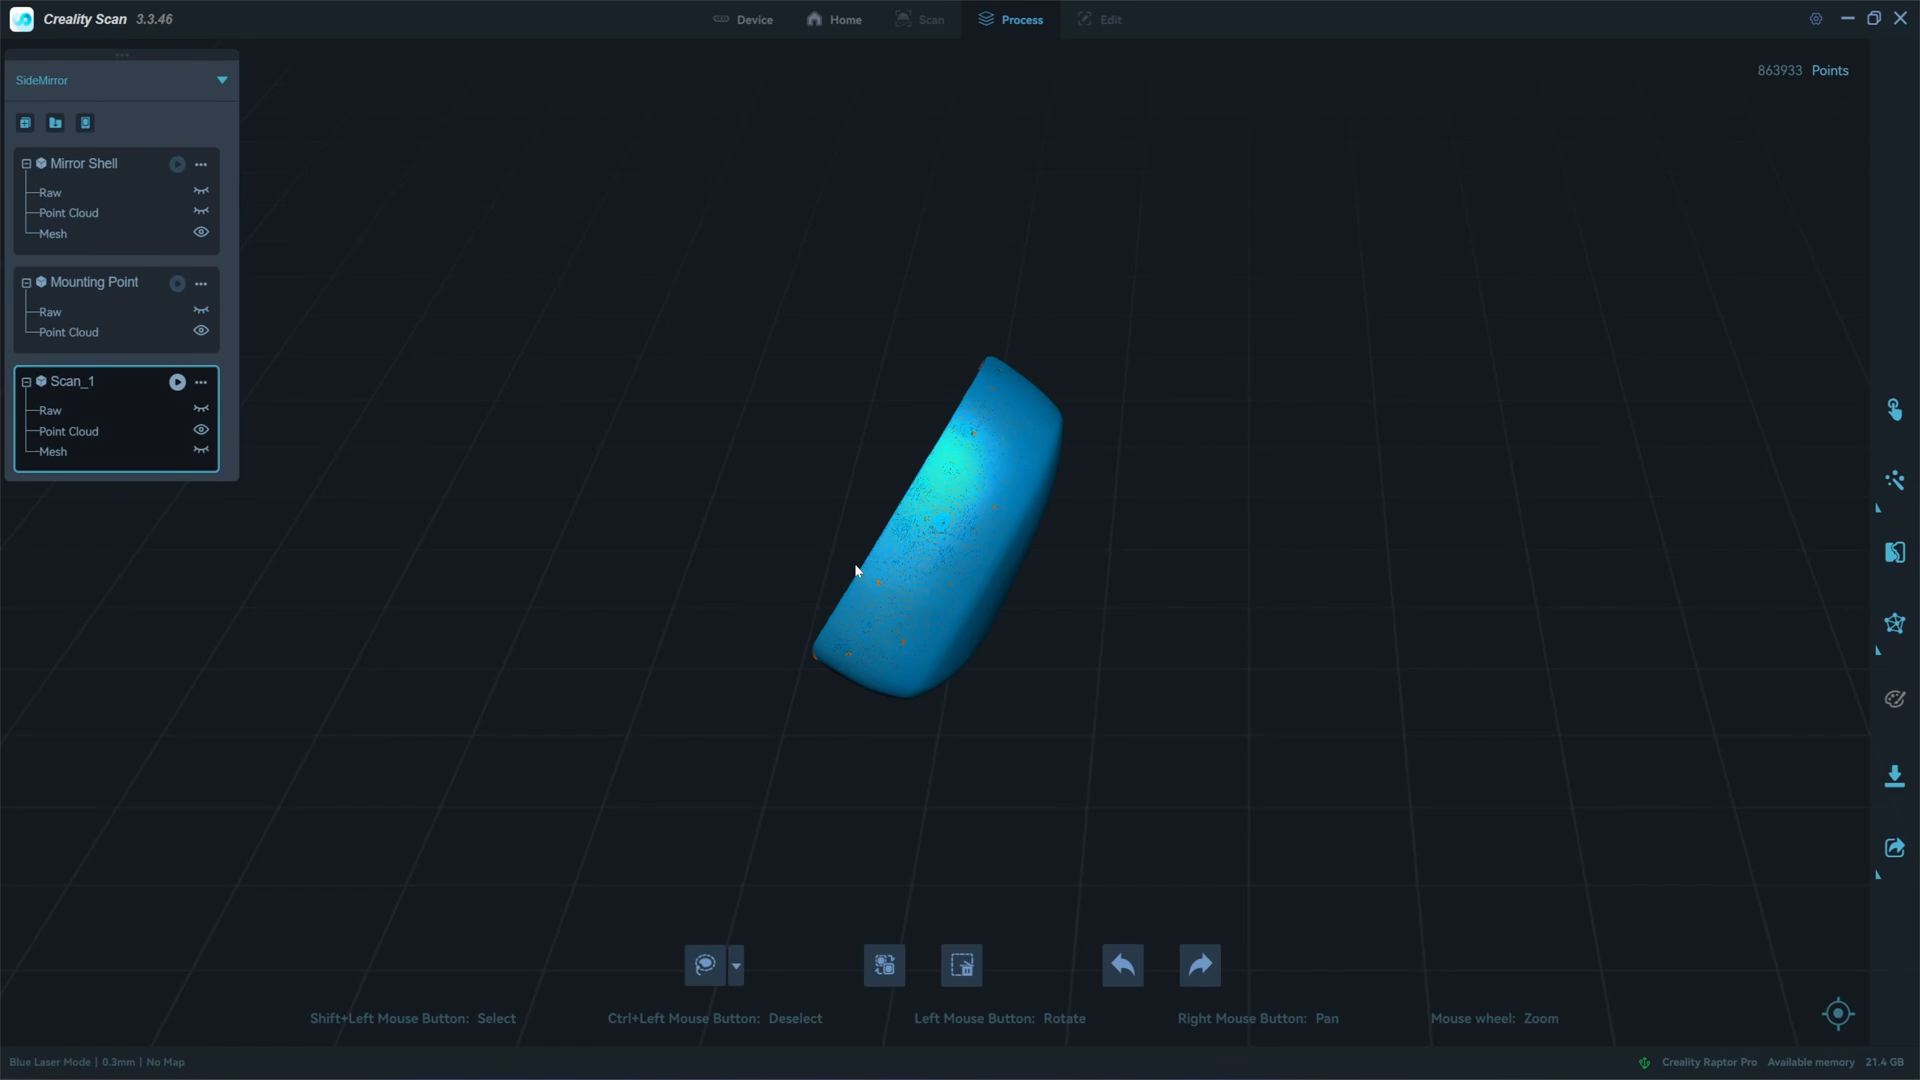 Creality Scan 3.3.46
Device
Home
Scan
Process
Edit
SideMirror
863933 Points
Mirror Shell
Raw
Point Cloud
Mesh
Mounting Point
Raw
Point Cloud
Scan_1
Raw
Point Cloud
Mesh
Shift+Left Mouse Button: Select
Ctrl+Left Mouse Button: Deselect
Left Mouse Button: Rotate
Right Mouse Button: Pan
Mouse wheel: Zoom
Blue Laser Mode | 0.3mm | No Map
Creality Raptor Pro Available memory 21.4 GB